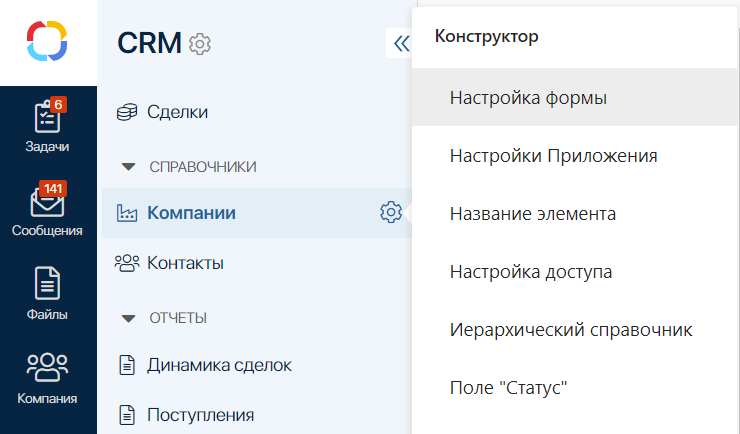 6
Задачи
141
Сообщения
Файлы
Компания
CRM
Сделки
СПРАВОЧНИКИ
Компании
Контакты
ОТЧЕТЫ
Динамика сделок
Поступления
Конструктор
Настройка формы
Настройки Приложения
Название элемента
Настройка доступа
Иерархический справочник
Поле "Статус"